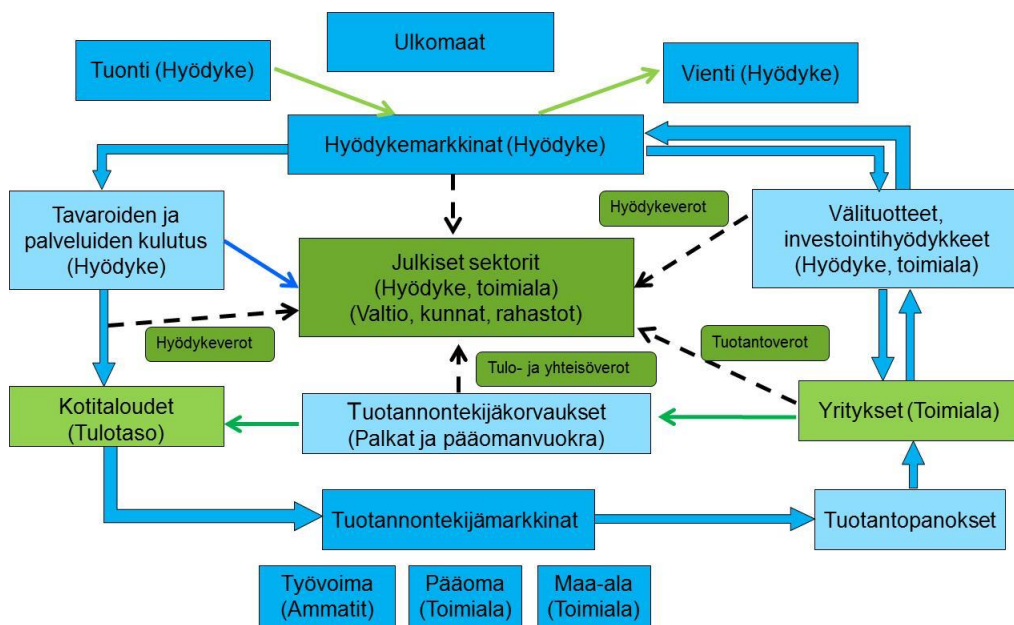 Ulkomaat
Tuonti (Hyödyke)
Vienti (Hyödyke)
Hyödykemarkkinat (Hyödyke)
Tavaroiden ja
palveluiden kulutus
(Hyödyke)
Hyödykeverot
Välituotteet,
investointihyödykkeet
(Hyödyke, toimiala)
Julkiset sektorit
(Hyödyke, toimiala)
(Valtio, kunnat, rahastot)
Hyödykeverot
Tuotantoverot
Tulo- ja yhteisöverot
Kotitaloudet
(Tulotaso)
Tuotannontekijäkorvaukset
(Palkat ja pääomanvuokra)
Yritykset (Toimiala)
Tuotannontekijämarkkinat
Tuotantopanokset
Työvoima
(Ammatit)
Pääoma
(Toimiala)
Maa-ala
(Toimiala)